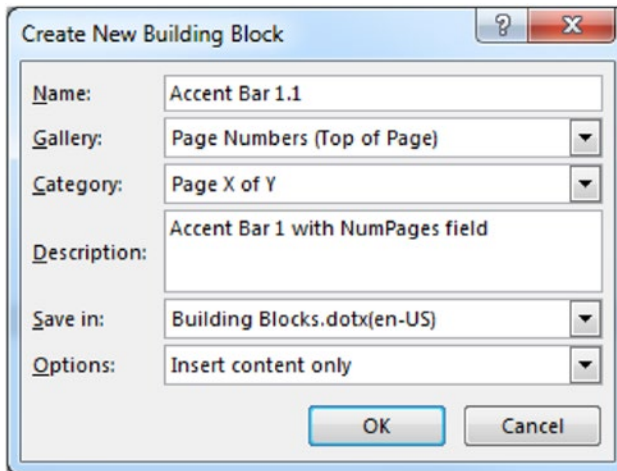 Create New Building Block
Name: Accent Bar 1.1
Gallery: Page Numbers (Top of Page)
Category: Page X of Y
Description: Accent Bar 1 with NumPages field
Save in: Building Blocks.dotx(en-US)
Options: Insert content only
OK Cancel